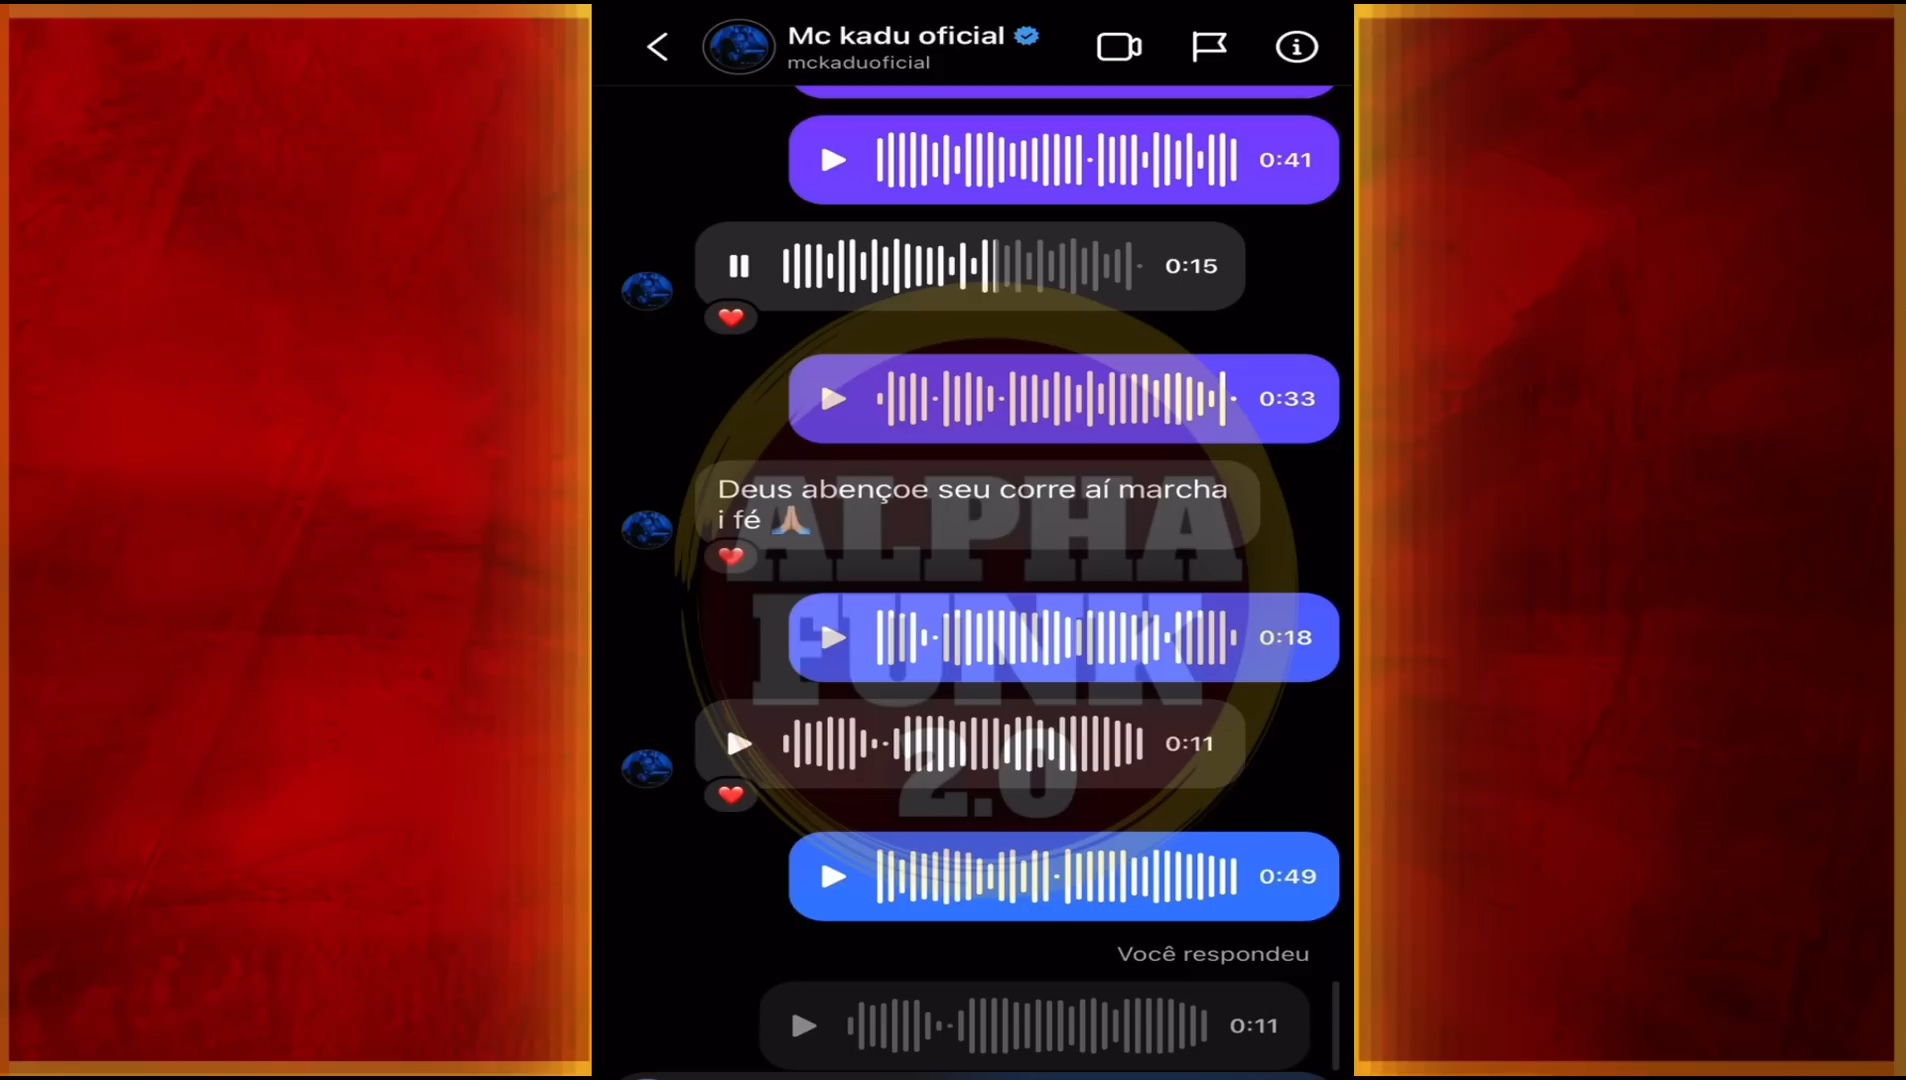 Mc kadu oficial
mckaduoficial
0:41
0:15
0:33
Deus abençoe seu corre aí marcha
i fé 🙏🏼
0:18
0:11
0:49
Você respondeu
0:11
ALPHA
FUNK
2.0